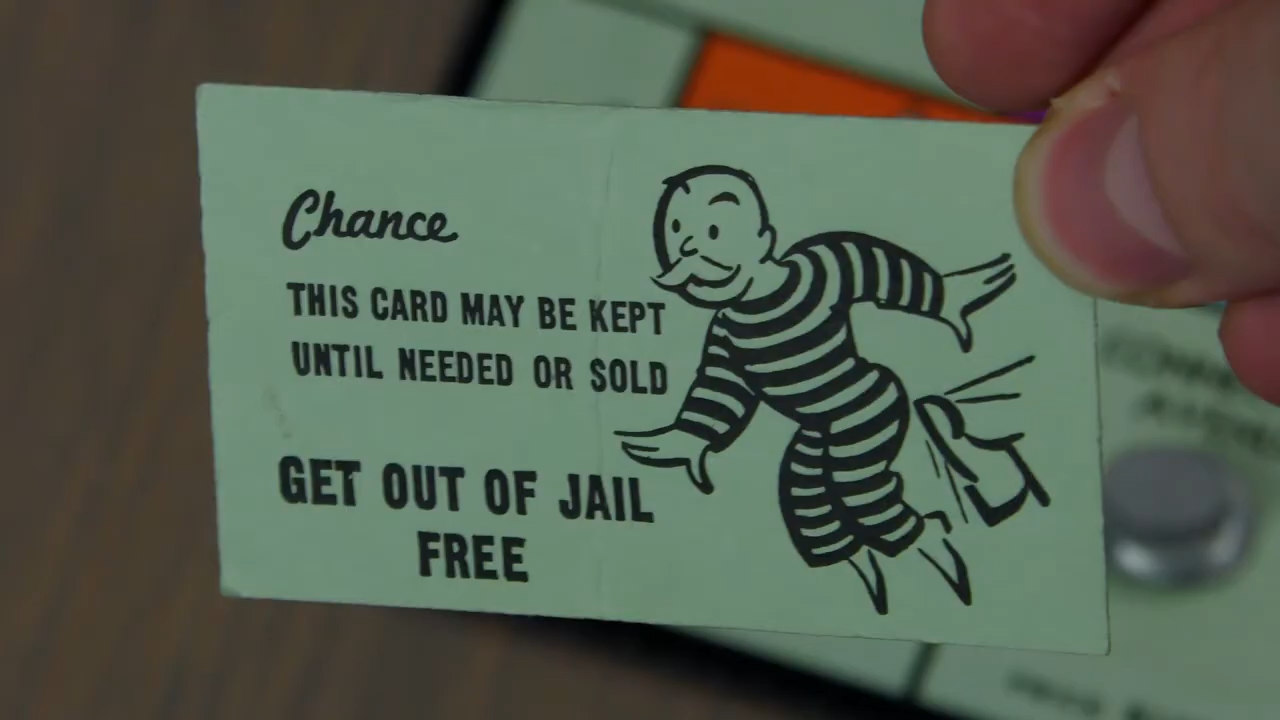 Chance
THIS CARD MAY BE KEPT
UNTIL NEEDED OR SOLD
GET OUT OF JAIL
FREE